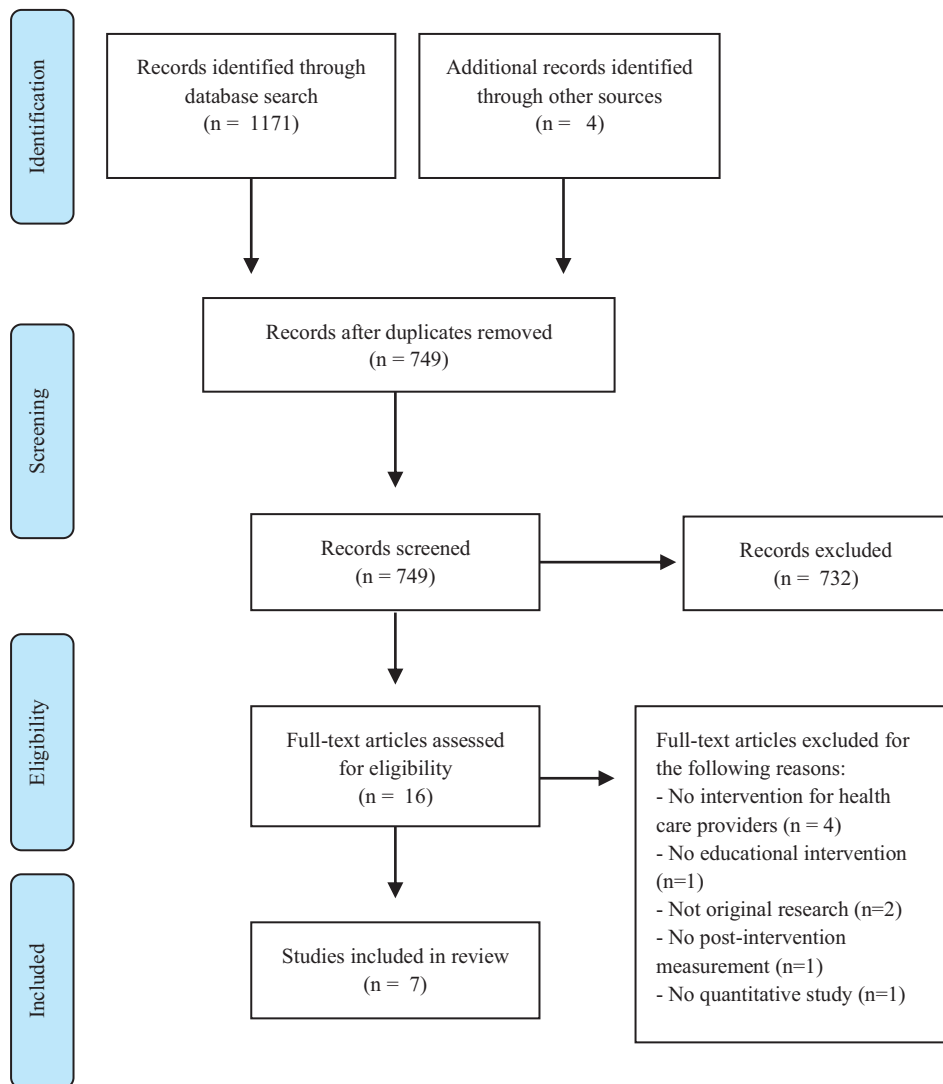 Identification
Records identified through
database search
(n = 1171)
Additional records identified
through other sources
(n = 4)
Screening
Records after duplicates removed
(n = 749)
Records screened
(n = 749)
Records excluded
(n = 732)
Eligibility
Full-text articles assessed
for eligibility
(n = 16)
Full-text articles excluded for
the following reasons:
- No intervention for health
care providers (n = 4)
- No educational intervention
(n=1)
- Not original research (n=2)
- No post-intervention
measurement (n=1)
- No quantitative study (n=1)
Included
Studies included in review
(n = 7)